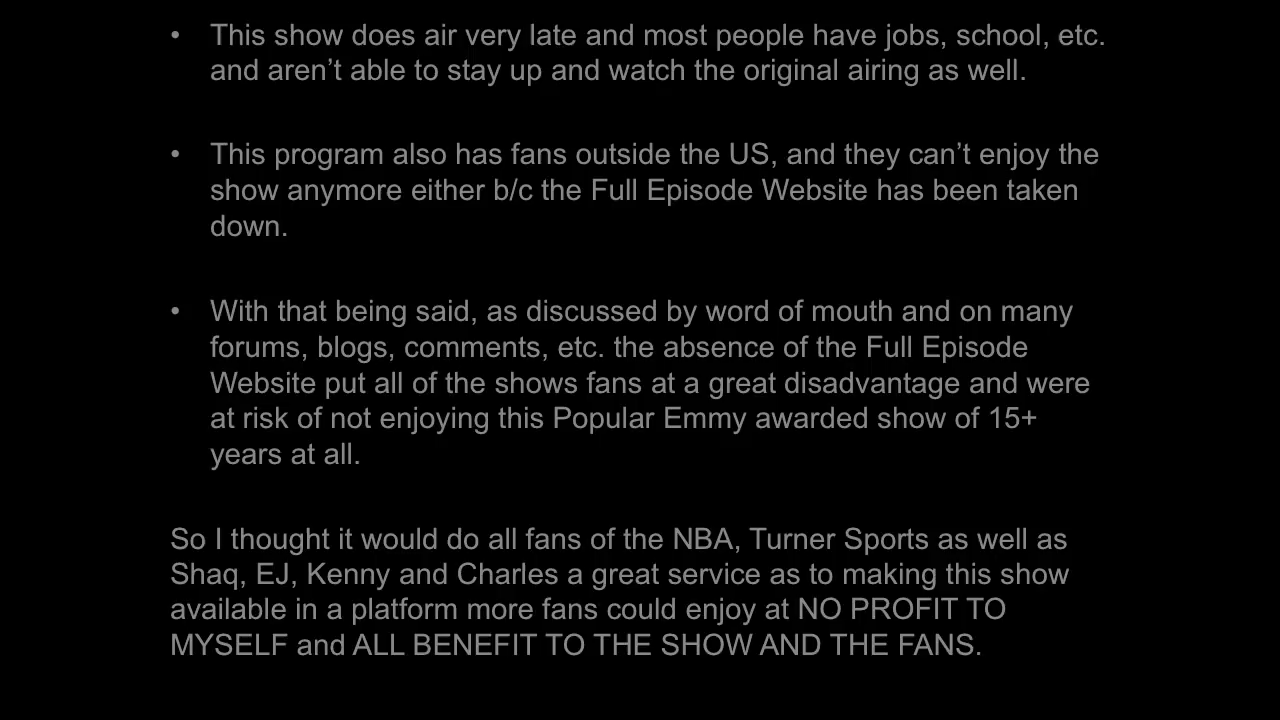 • This show does air very late and most people have jobs, school, etc.
and aren’t able to stay up and watch the original airing as well.
• This program also has fans outside the US, and they can’t enjoy the
show anymore either b/c the Full Episode Website has been taken
down.
• With that being said, as discussed by word of mouth and on many
forums, blogs, comments, etc. the absence of the Full Episode
Website put all of the shows fans at a great disadvantage and were
at risk of not enjoying this Popular Emmy awarded show of 15+
years at all.
So I thought it would do all fans of the NBA, Turner Sports as well as
Shaq, EJ, Kenny and Charles a great service as to making this show
available in a platform more fans could enjoy at NO PROFIT TO
MYSELF and ALL BENEFIT TO THE SHOW AND THE FANS.